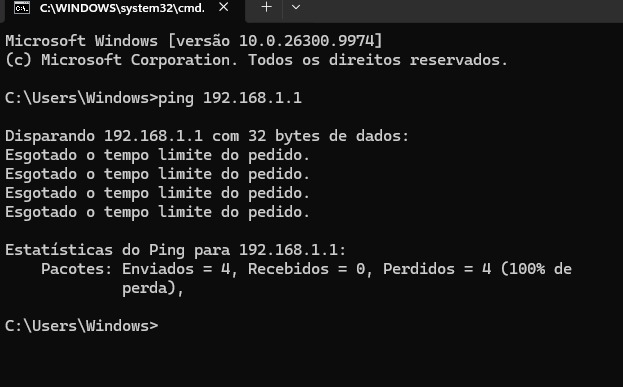 C:\WINDOWS\system32\cmd.
Microsoft Windows [versão 10.0.26300.9974]
(c) Microsoft Corporation. Todos os direitos reservados.
C:\Users\Windows>ping 192.168.1.1
Disparando 192.168.1.1 com 32 bytes de dados:
Esgotado o tempo limite do pedido.
Esgotado o tempo limite do pedido.
Esgotado o tempo limite do pedido.
Esgotado o tempo limite do pedido.
Estatísticas do Ping para 192.168.1.1:
    Pacotes: Enviados = 4, Recebidos = 0, Perdidos = 4 (100% de
             perda),
C:\Users\Windows>